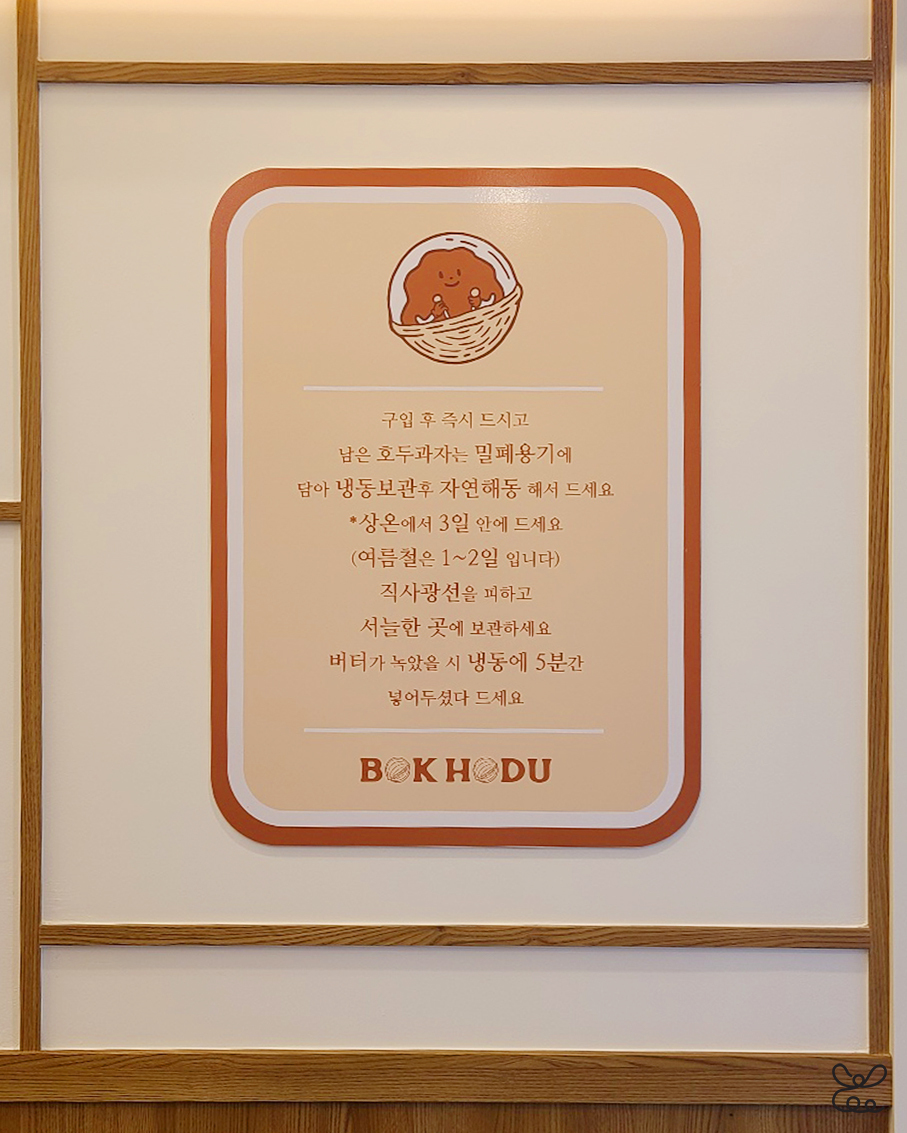 구입 후 즉시 드시고
남은 호두과자는 밀폐용기에
담아 냉동보관후 자연해동 해서 드세요
*상온에서 3일 안에 드세요
(여름철은 1~2일 입니다)
직사광선을 피하고
서늘한 곳에 보관하세요
버터가 녹았을 시 냉동에 5분간
넣어두셨다 드세요
BOKHODU